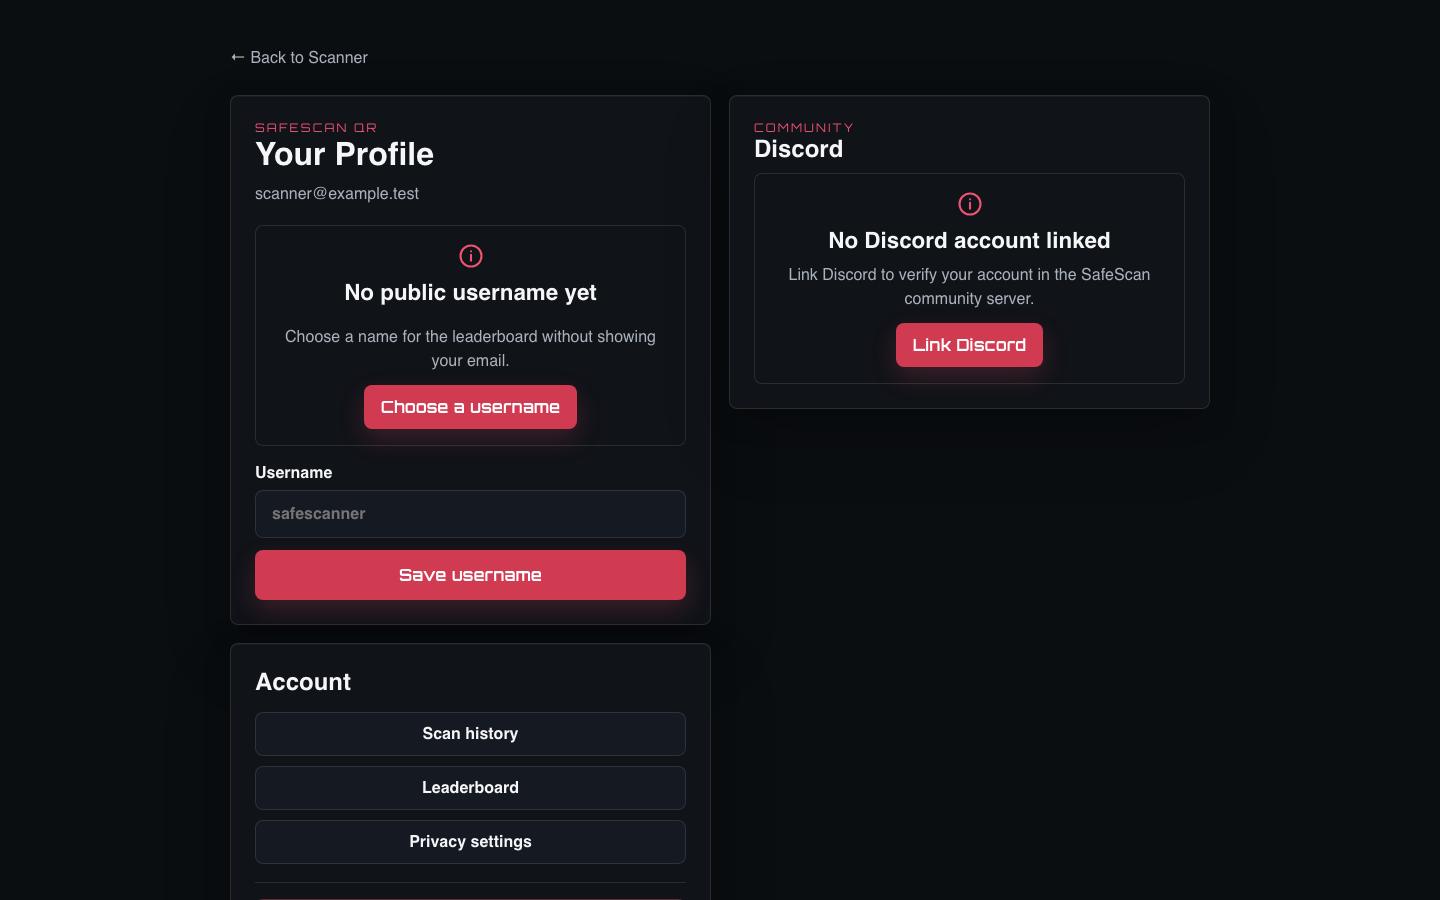 ← Back to Scanner
SAFESCAN QR
Your Profile
scanner@example.test
No public username yet
Choose a name for the leaderboard without showing
your email.
Choose a username
Username
safescanner
Save username
Account
Scan history
Leaderboard
Privacy settings
COMMUNITY
Discord
No Discord account linked
Link Discord to verify your account in the SafeScan
community server.
Link Discord